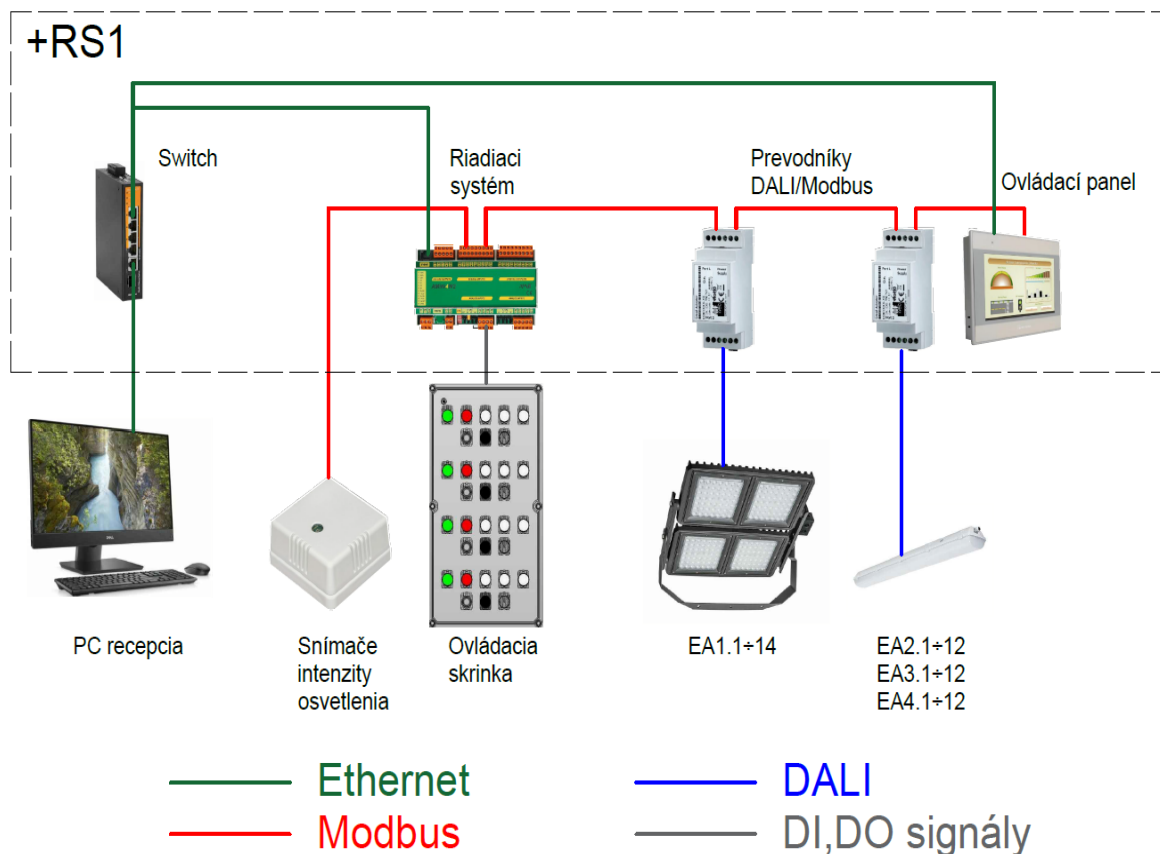 +RS1
Switch
Riadiaci
systém
Prevodníky
DALI/Modbus
Ovládací panel
PC recepcia
Snímače
intenzity
osvetlenia
Ovládacia
skrinka
EA1.1÷14
EA2.1÷12
EA3.1÷12
EA4.1÷12
Ethernet
DALI
Modbus
DI,DO signály